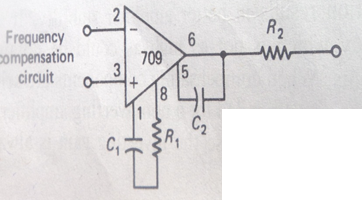 Frequency
compensation
circuit
2
3
709
6
5
8
1
R2
C2
C1
R1